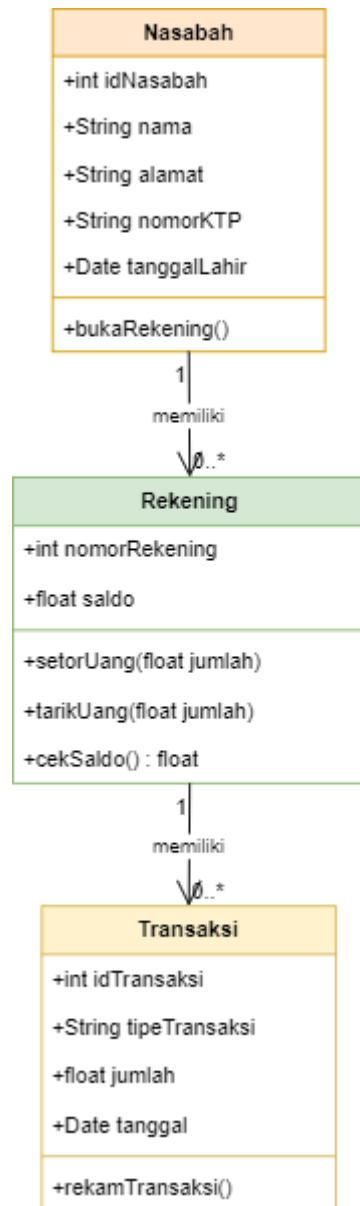 Nasabah
+int idNasabah
+String nama
+String alamat
+String nomorKTP
+Date tanggalLahir
+bukaRekening()
1
memiliki
0..*
Rekening
+int nomorRekening
+float saldo
+setorUang(float jumlah)
+tarikUang(float jumlah)
+cekSaldo() : float
1
memiliki
0..*
Transaksi
+int idTransaksi
+String tipeTransaksi
+float jumlah
+Date tanggal
+rekamTransaksi()